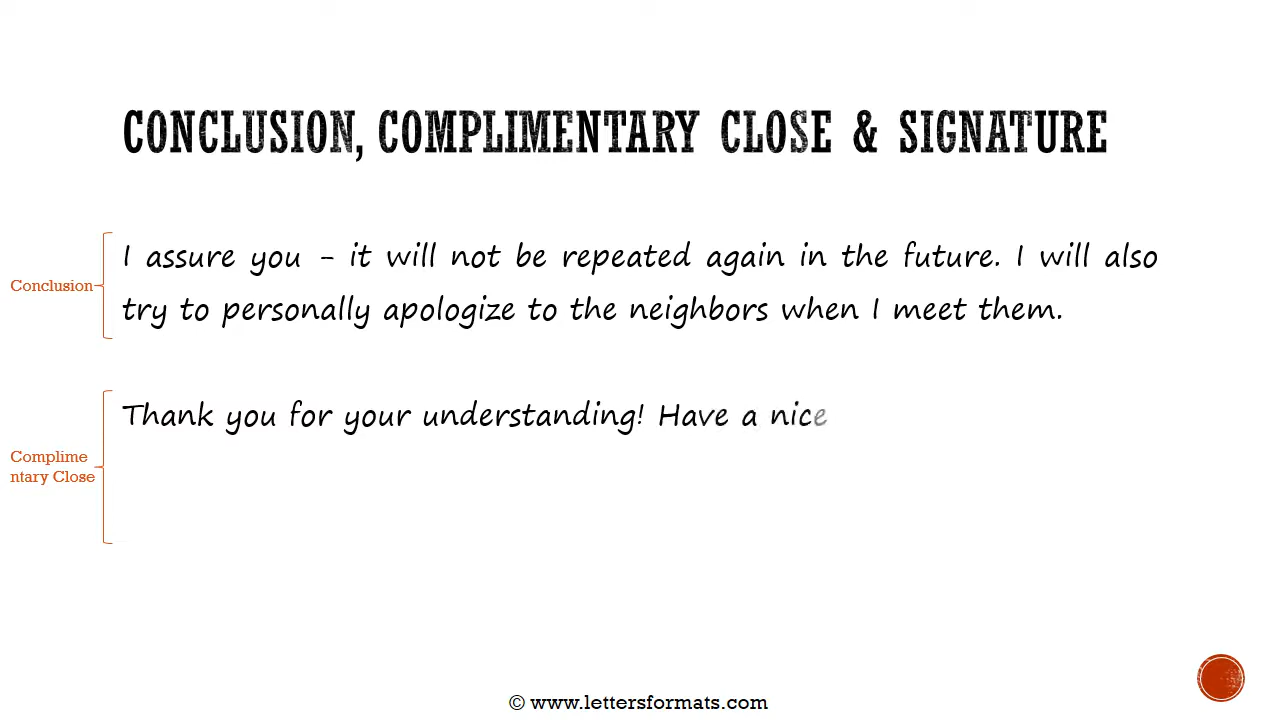 CONCLUSION, COMPLIMENTARY CLOSE & SIGNATURE
Conclusion
I assure you - it will not be repeated again in the future. I will also
try to personally apologize to the neighbors when I meet them.
Complime
ntary Close
Thank you for your understanding! Have a nice
© www.lettersformats.com